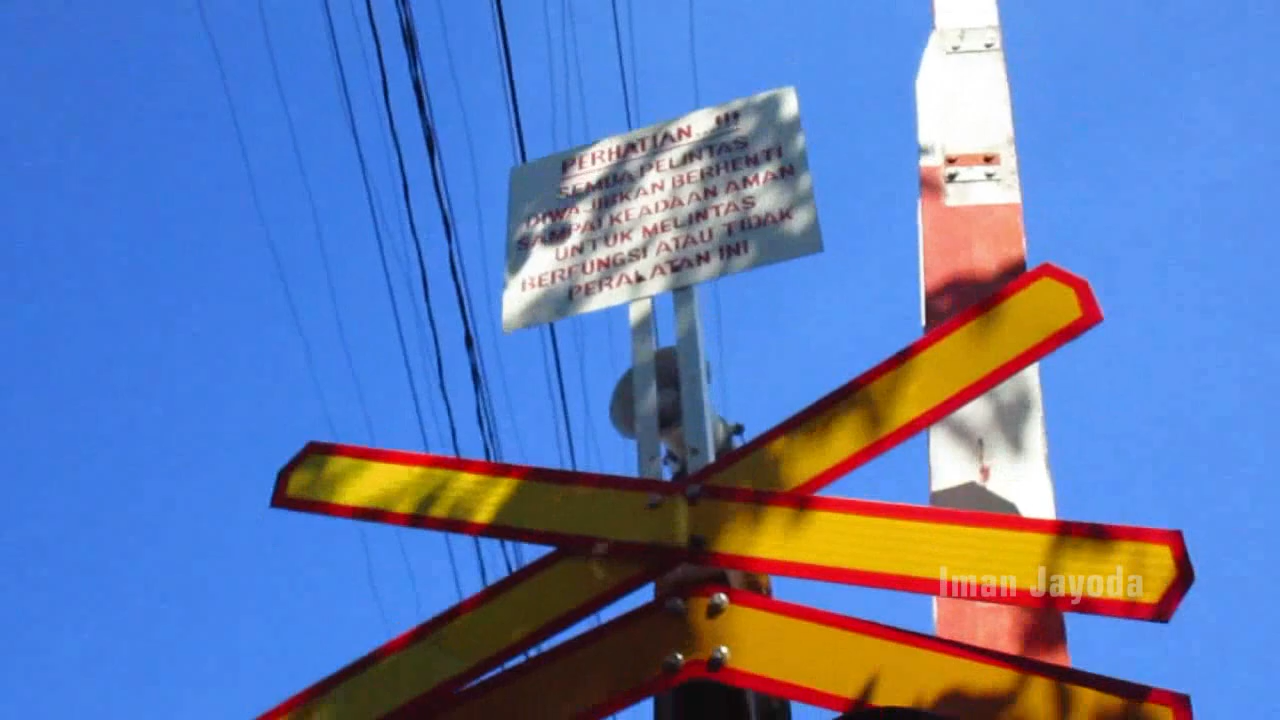 PERHATIAN...!!!
SEMUA PELINTAS
DIWAJIBKAN BERHENTI
SAMPAI KEADAAN AMAN
UNTUK MELINTAS
BERFUNGSI ATAU TIDAK
PERALATAN INI
Iman Jayoda